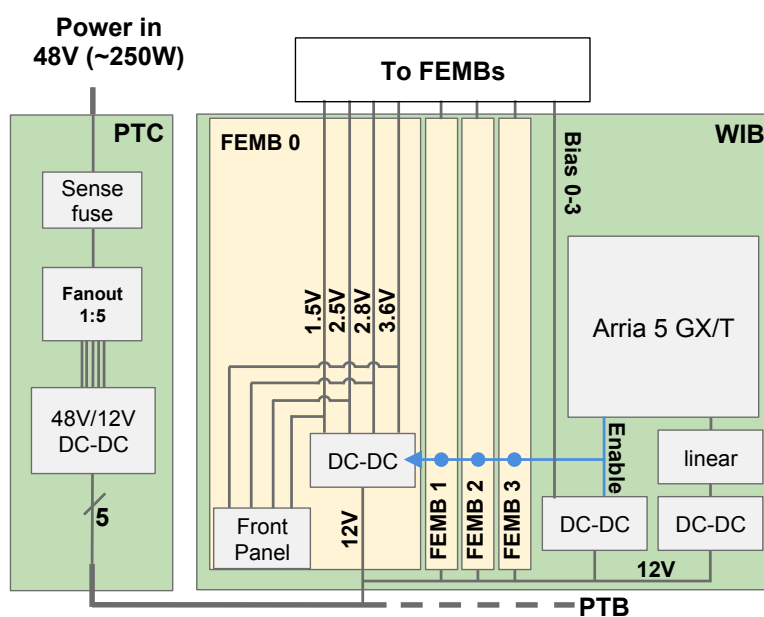 Power in
48V (~250W)
To FEMBs
PTC
Sense
fuse
Fanout
1:5
48V/12V
DC-DC
5
WIB
FEMB 0
Bias 0-3
1.5V
2.5V
2.8V
3.6V
Arria 5 GX/T
DC-DC
Enable
linear
Front
Panel
12V
FEMB 1
FEMB 2
FEMB 3
DC-DC
DC-DC
12V
PTB